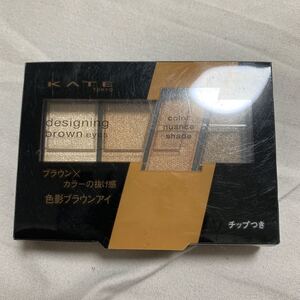 KATE
TOKYO
designing
brown eyes
color
nuance
shade
ブラウン×
カラーの抜け感
色影ブラウンアイ
チップつき